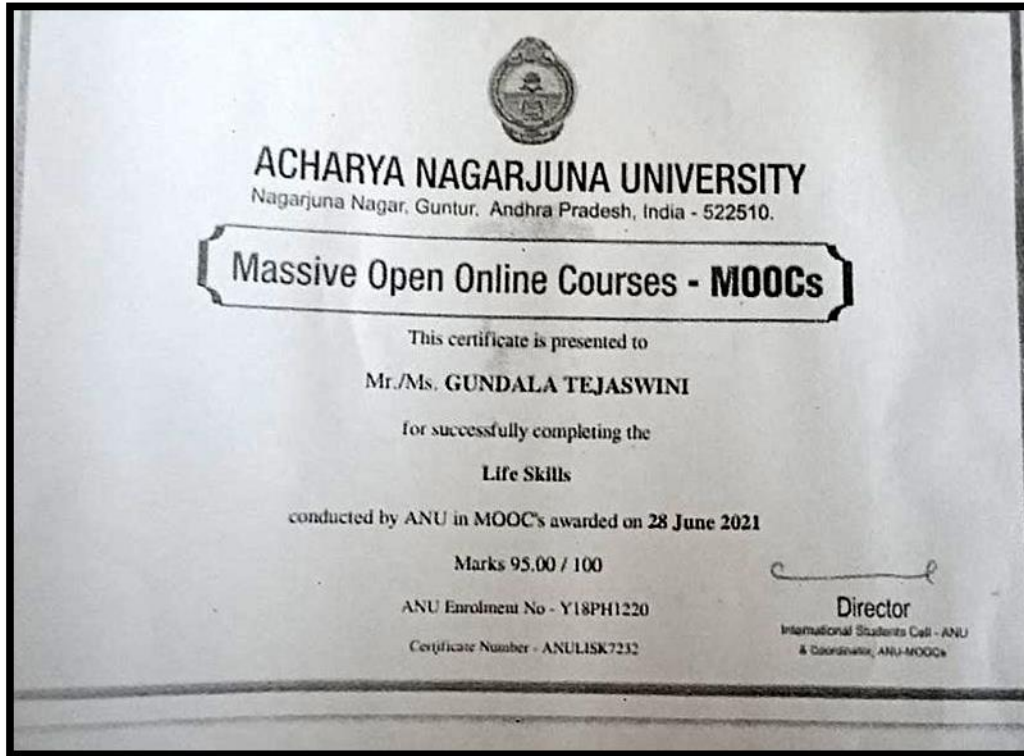 ACHARYA NAGARJUNA UNIVERSITY
Nagarjuna Nagar, Guntur, Andhra Pradesh, India - 522510.
Massive Open Online Courses - MOOCs
This certificate is presented to
Mr./Ms. GUNDALA TEJASWINI
for successfully completing the
Life Skills
conducted by ANU in MOOC's awarded on 28 June 2021
Marks 95.00 / 100
ANU Enrolment No - Y18PH1220
Certificate Number - ANULISK7232
Director
International Students Cell - ANU
& Coordinator, ANU-MOOCs